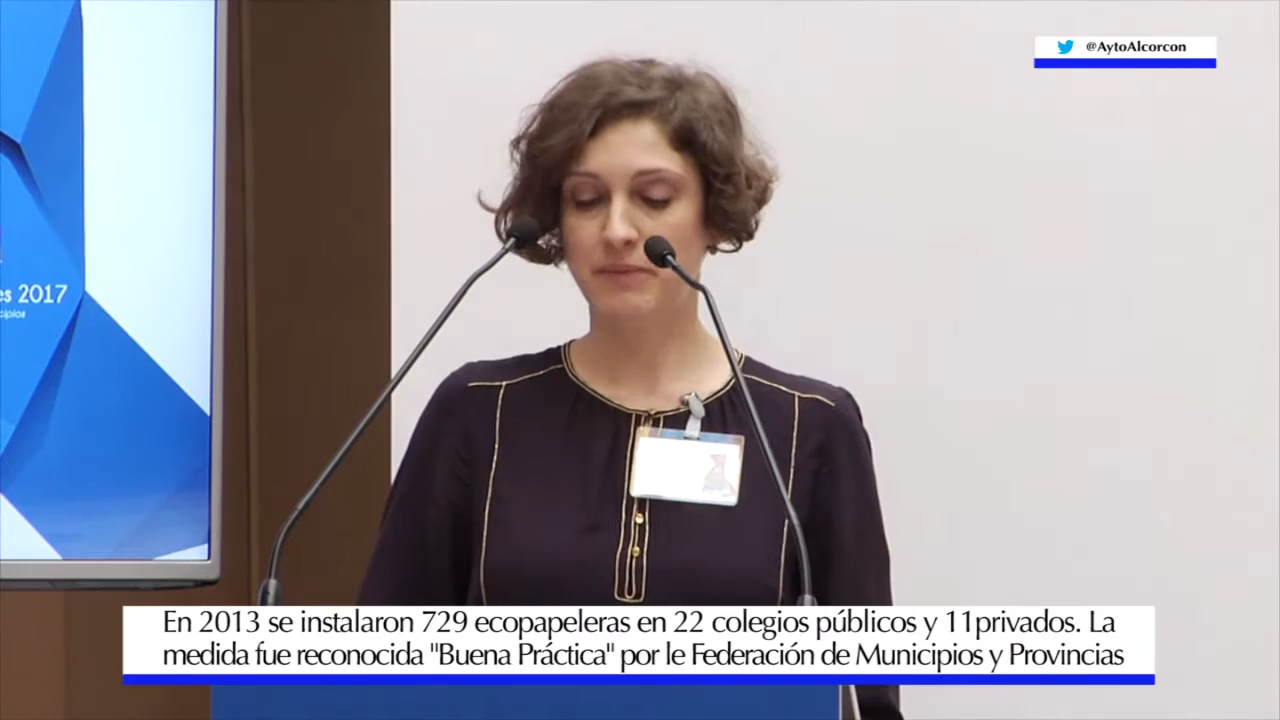 @AytoAlcorcon
es 2017
cipios
En 2013 se instalaron 729 ecopapeleras en 22 colegios públicos y 11privados. La
medida fue reconocida "Buena Práctica" por le Federación de Municipios y Provincias